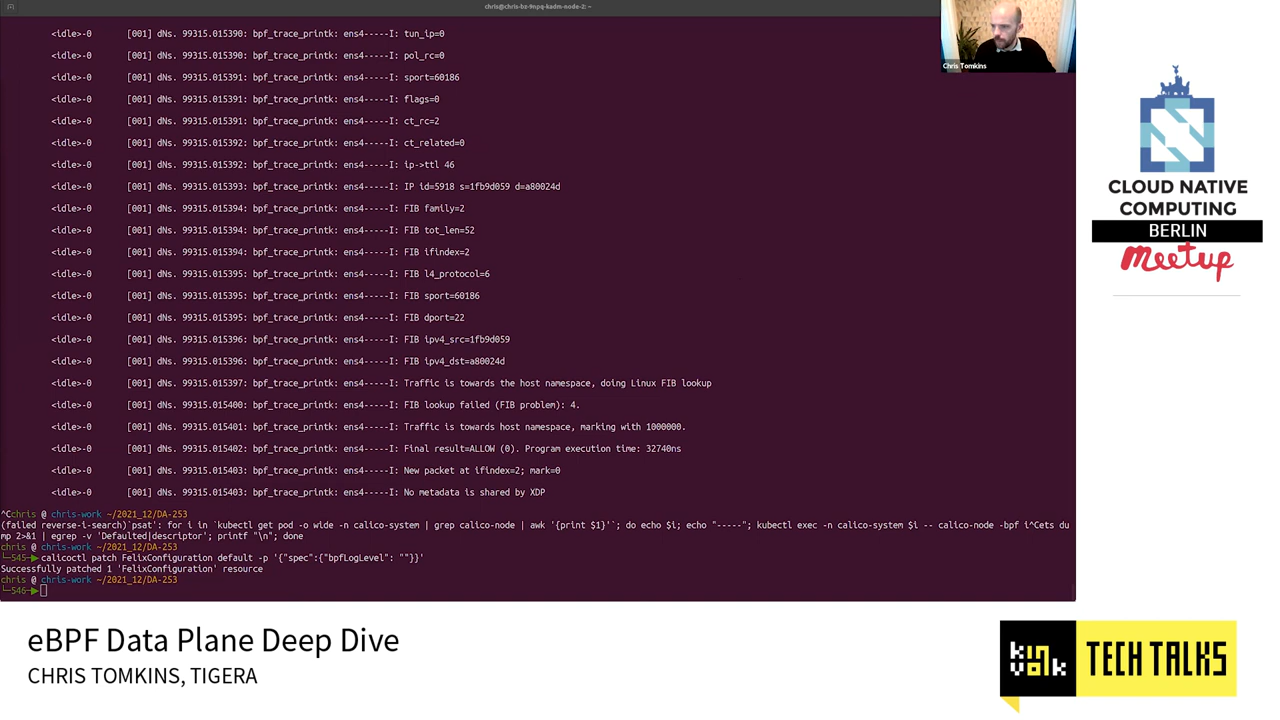 chris@chris-bz-9npq-kadm-node-2: ~
<idle>-0 [001] dNs. 99315.015390: bpf_trace_printk: ens4-----I: tun_ip=0
<idle>-0 [001] dNs. 99315.015390: bpf_trace_printk: ens4-----I: pol_rc=0
<idle>-0 [001] dNs. 99315.015391: bpf_trace_printk: ens4-----I: sport=60186
<idle>-0 [001] dNs. 99315.015391: bpf_trace_printk: ens4-----I: flags=0
<idle>-0 [001] dNs. 99315.015391: bpf_trace_printk: ens4-----I: ct_rc=2
<idle>-0 [001] dNs. 99315.015392: bpf_trace_printk: ens4-----I: ct_related=0
<idle>-0 [001] dNs. 99315.015392: bpf_trace_printk: ens4-----I: ip->ttl 46
<idle>-0 [001] dNs. 99315.015393: bpf_trace_printk: ens4-----I: IP id=5918 s=1fb9d059 d=a80024d
<idle>-0 [001] dNs. 99315.015394: bpf_trace_printk: ens4-----I: FIB family=2
<idle>-0 [001] dNs. 99315.015394: bpf_trace_printk: ens4-----I: FIB tot_len=52
<idle>-0 [001] dNs. 99315.015394: bpf_trace_printk: ens4-----I: FIB ifindex=2
<idle>-0 [001] dNs. 99315.015395: bpf_trace_printk: ens4-----I: FIB l4_protocol=6
<idle>-0 [001] dNs. 99315.015395: bpf_trace_printk: ens4-----I: FIB sport=60186
<idle>-0 [001] dNs. 99315.015395: bpf_trace_printk: ens4-----I: FIB dport=22
<idle>-0 [001] dNs. 99315.015396: bpf_trace_printk: ens4-----I: FIB ipv4_src=1fb9d059
<idle>-0 [001] dNs. 99315.015396: bpf_trace_printk: ens4-----I: FIB ipv4_dst=a80024d
<idle>-0 [001] dNs. 99315.015397: bpf_trace_printk: ens4-----I: Traffic is towards the host namespace, doing Linux FIB lookup
<idle>-0 [001] dNs. 99315.015400: bpf_trace_printk: ens4-----I: FIB lookup failed (FIB problem): 4.
<idle>-0 [001] dNs. 99315.015401: bpf_trace_printk: ens4-----I: Traffic is towards host namespace, marking with 1000000.
<idle>-0 [001] dNs. 99315.015402: bpf_trace_printk: ens4-----I: Final result=ALLOW (0). Program execution time: 32740ns
<idle>-0 [001] dNs. 99315.015403: bpf_trace_printk: ens4-----I: New packet at ifindex=2; mark=0
<idle>-0 [001] dNs. 99315.015403: bpf_trace_printk: ens4-----I: No metadata is shared by XDP
^Cchris @ chris-work ~/2021_12/DA-253
(failed reverse-i-search)`psat': for i in `kubectl get pod -o wide -n calico-system | grep calico-node | awk '{print $1}'`; do echo $i; echo "-----"; kubectl exec -n calico-system $i -- calico-node -bpf i^Cets du
mp 2>&1 | egrep -v 'Defaulted|descriptor'; printf "\n"; done
chris @ chris-work ~/2021_12/DA-253
└─545─▶ calicoctl patch FelixConfiguration default -p '{"spec":{"bpfLogLevel": ""}}'
Successfully patched 1 'FelixConfiguration' resource
chris @ chris-work ~/2021_12/DA-253
└─546─▶
Chris Tomkins
CLOUD NATIVE
COMPUTING
BERLIN
Meetup
eBPF Data Plane Deep Dive
CHRIS TOMKINS, TIGERA
kinvolk
TECH TALKS